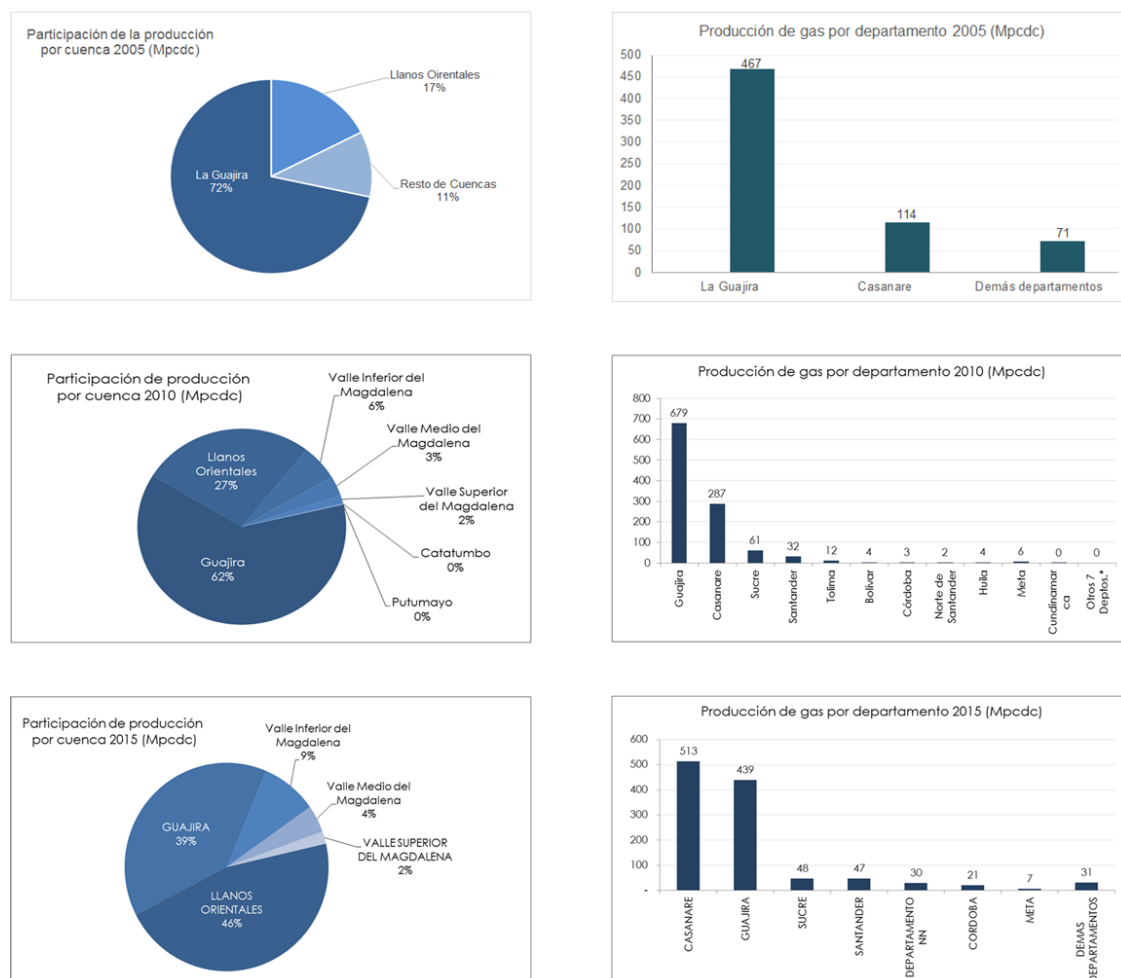 Participación de la producción
por cuenca 2005 (Mpcdc)
Llanos Oirentales
17%
La Guajira
72%
Resto de Cuencas
11%
Producción de gas por departamento 2005 (Mpcdc)
500
450
400
350
300
250
200
150
100
50
0
467
114
71
La Guajira
Casanare
Demás departamentos
Participación de producción
por cuenca 2010 (Mpcdc)
Valle Inferior del
Magdalena
6%
Valle Medio del
Magdalena
3%
Llanos
Orientales
27%
Valle Superior
del Magdalena
2%
Catatumbo
0%
Guajira
62%
Putumayo
0%
Producción de gas por departamento 2010 (Mpcdc)
800
700
600
500
400
300
200
100
0
679
287
61
32
12
4
3
2
4
6
0
0
Guajira
Casanare
Sucre
Santander
Tolima
Bolivar
Córdoba
Norte de
Santander
Huila
Meta
Cundinamar
ca
Otros 7
Deptos.*
Participación de producción
por cuenca 2015 (Mpcdc)
Valle Inferior del
Magdalena
9%
Valle Medio del
Magdalena
4%
GUAJIRA
39%
VALLE SUPERIOR
DEL MAGDALENA
2%
LLANOS
ORIENTALES
46%
Producción de gas por departamento 2015 (Mpcdc)
600
500
400
300
200
100
-
513
439
48
47
30
21
7
31
CASANARE
GUAJIRA
SUCRE
SANTANDER
DEPARTAMENTO
NN
CORDOBA
META
DEMAS
DEPARTAMENTOS